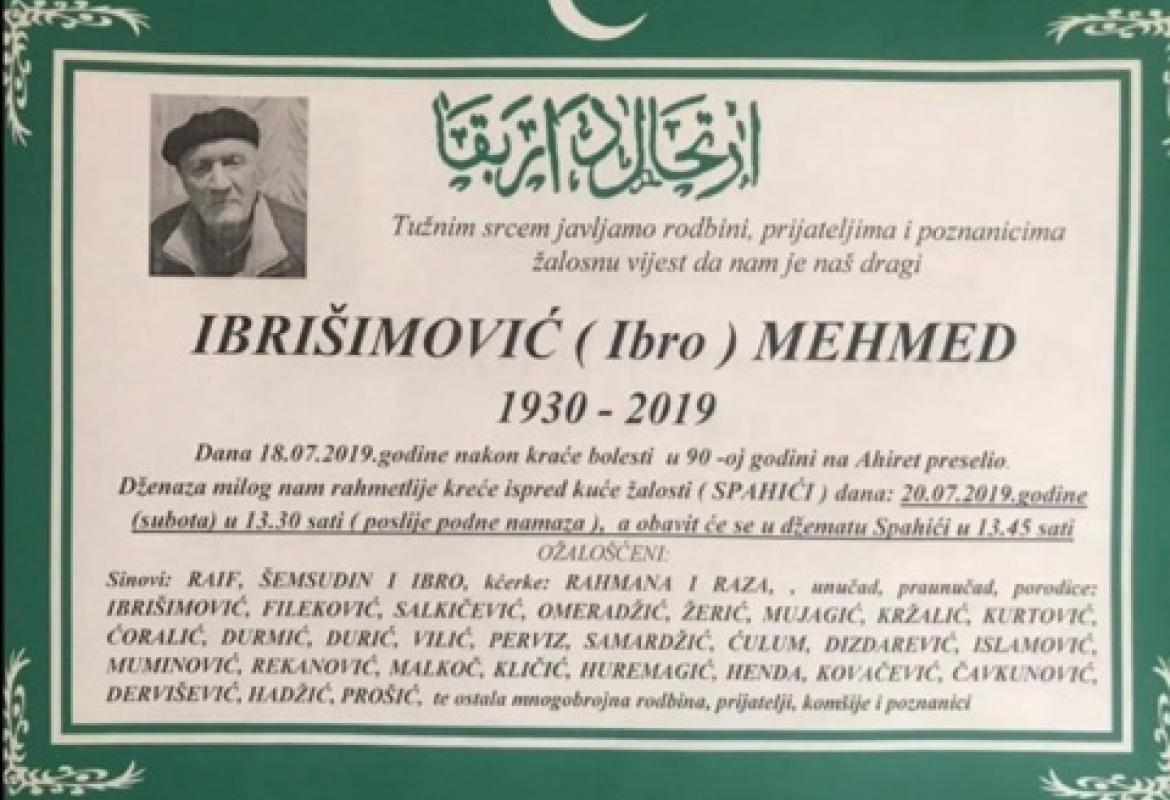 ارتحال دار بقا
Tužnim srcem javljamo rodbini, prijateljima i poznanicima
žalosnu vijest da nam je naš dragi
IBRIŠIMOVIĆ ( Ibro ) MEHMED
1930 - 2019
Dana 18.07.2019.godine nakon kraće bolesti u 90 -oj godini na Ahiret preselio.
Dženaza milog nam rahmetlije kreće ispred kuće žalosti ( SPAHIĆI ) dana: 20.07.2019.godine
(subota) u 13.30 sati ( poslije podne namaza ), a obavit će se u džematu Spahići u 13.45 sati
OŽALOŠĆENI:
Sinovi: RAIF, ŠEMSUDIN I IBRO, kćerke: RAHMANA I RAZA, , unučad, praunučad, porodice:
IBRIŠIMOVIĆ, FILEKOVIĆ, SALKIČEVIĆ, OMERADŽIĆ, ŽERIĆ, MUJAGIĆ, KRŽALIĆ, KURTOVIĆ,
ĆORALIĆ, DURMIĆ, DURIĆ, VILIĆ, PERVIZ, SAMARDŽIĆ, ĆULUM, DIZDAREVIĆ, ISLAMOVIĆ,
MUMINOVIĆ, REKANOVIĆ, MALKOČ, KLIČIĆ, HUREMAGIĆ, HENDA, KOVAČEVIĆ, ČAVKUNOVIĆ,
DERVIŠEVIĆ, HADŽIĆ, PROŠIĆ, te ostala mnogobrojna rodbina, prijatelji, komšije i poznanici